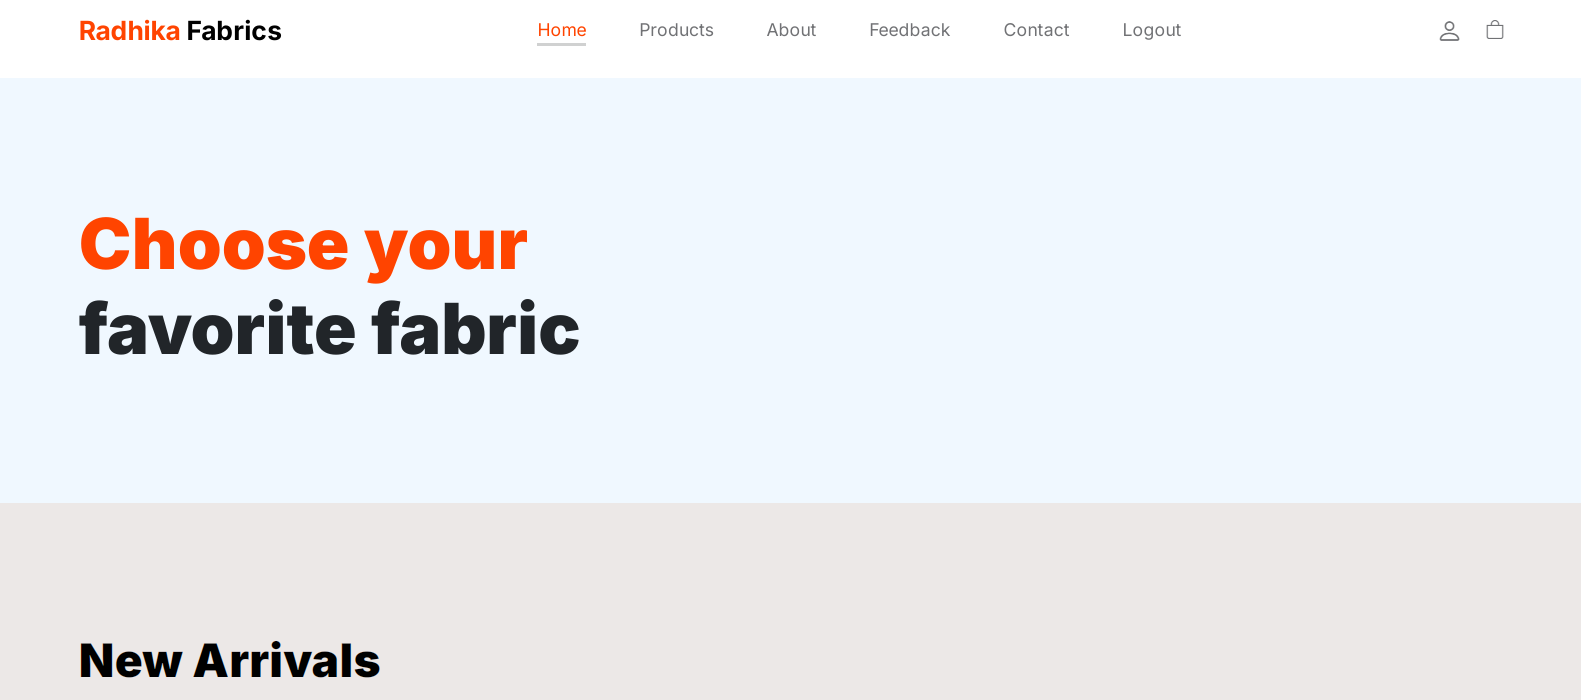 Radhika Fabrics
Home Products About Feedback Contact Logout
Choose your
favorite fabric
New Arrivals